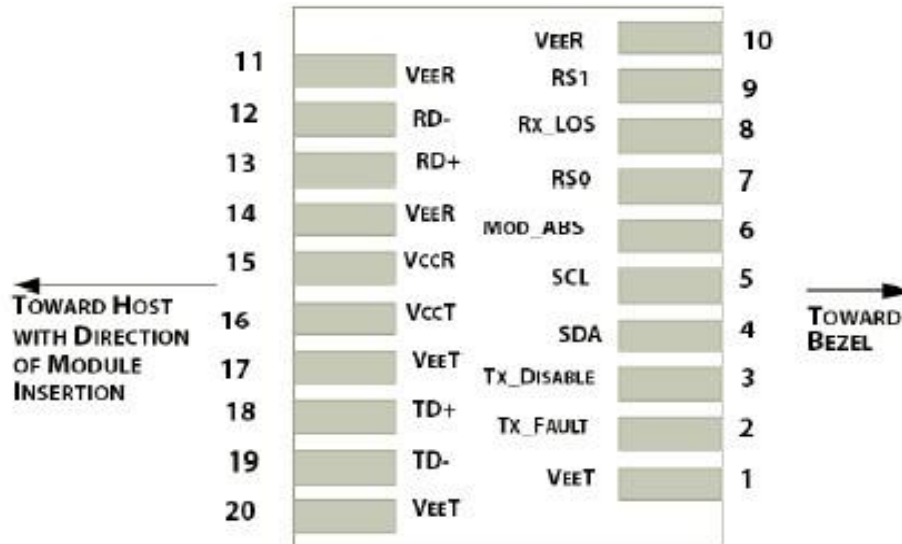 VEER 10
11 VEER
RS1 9
12 RD-
Rx_LOS 8
13 RD+
RS0 7
14 VEER
MOD_ABS 6
15 VCCR
SCL 5
TOWARD HOST
WITH DIRECTION
OF MODULE
INSERTION
TOWARD
BEZEL
16 VCCT
SDA 4
17 VEET
TX_DISABLE 3
18 TD+
TX_FAULT 2
19 TD-
VEET 1
20 VEET